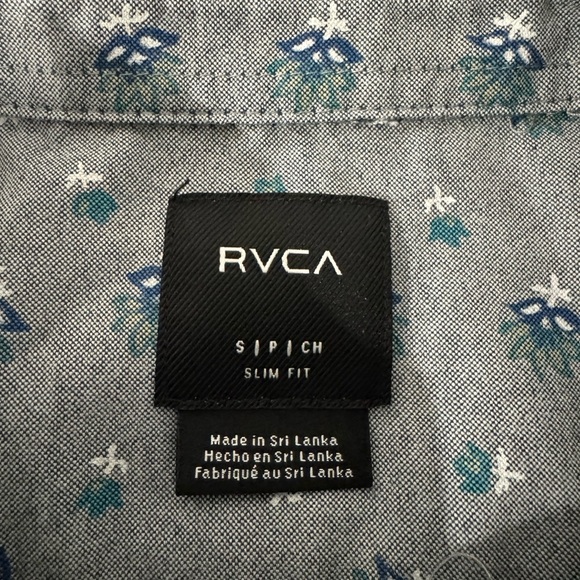 RVCA
S | P | CH
SLIM FIT
Made in Sri Lanka
Hecho en Sri Lanka
Fabriqué au Sri Lanka